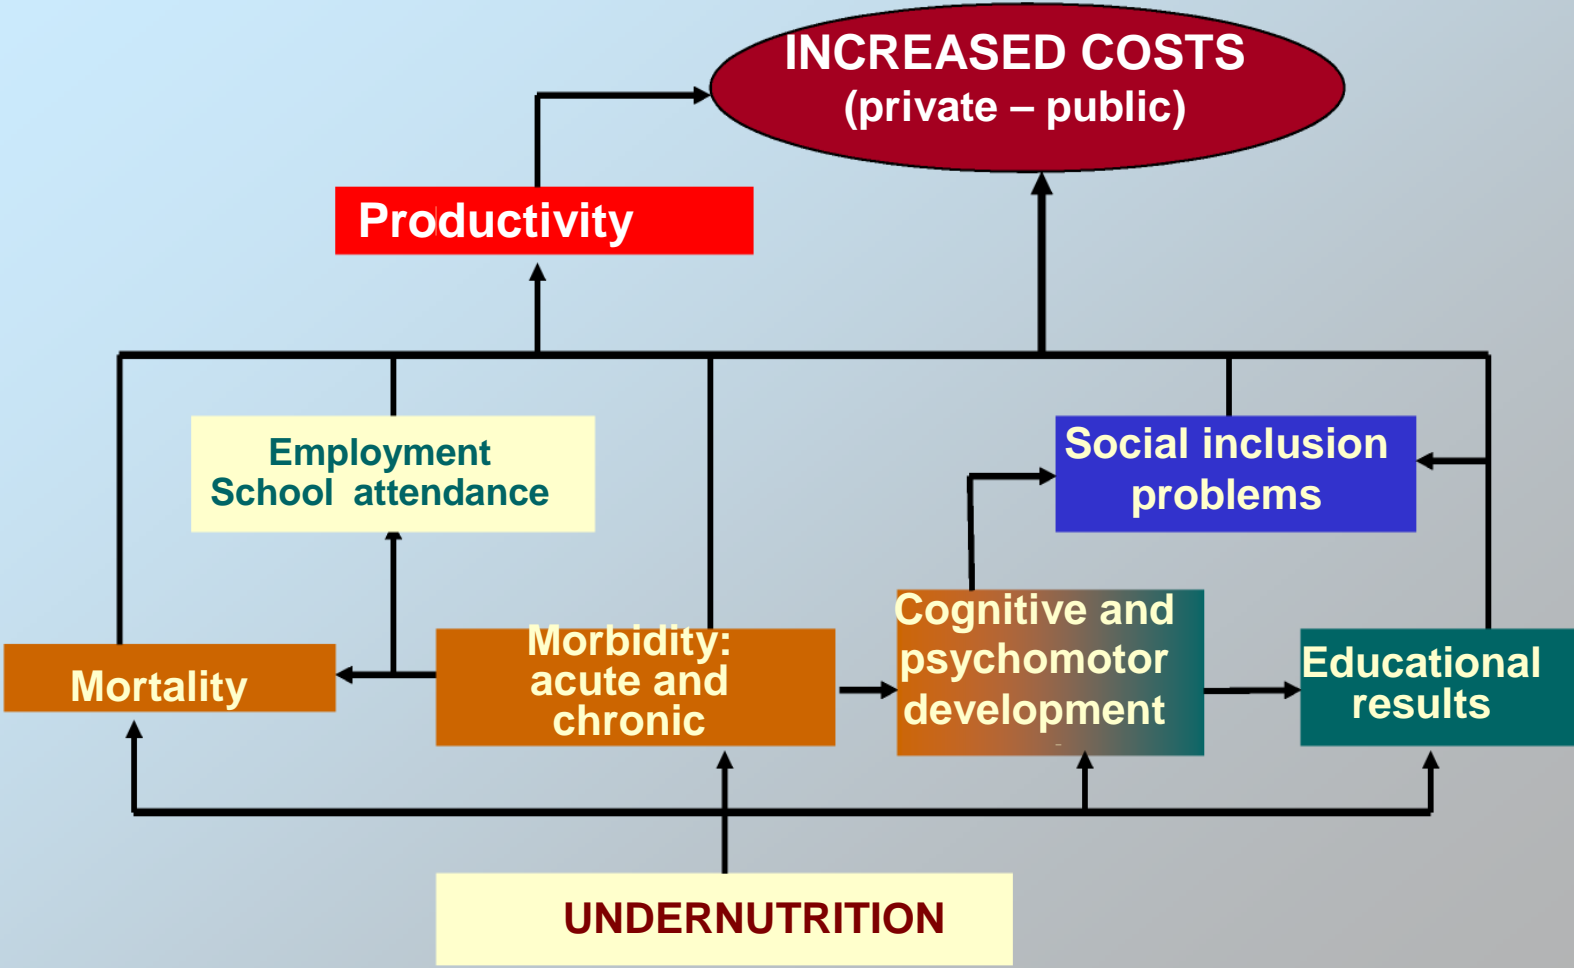 INCREASED COSTS
(private – public)
Productivity
Employment
School attendance
Social inclusion
problems
Mortality
Morbidity:
acute and
chronic
Cognitive and
psychomotor
development
Educational
results
UNDERNUTRITION